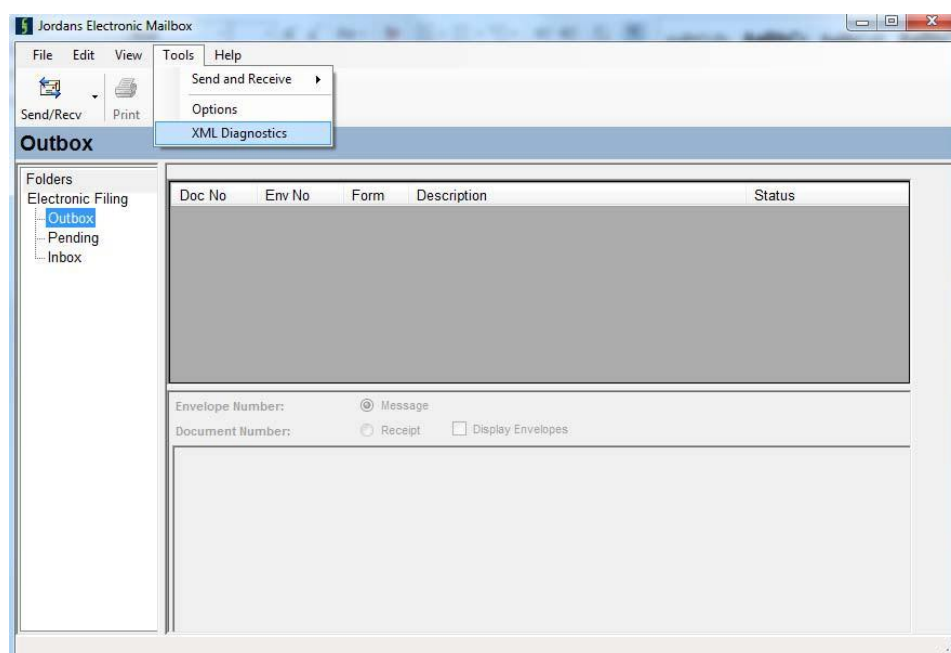 Jordans Electronic Mailbox
File Edit View Tools Help
Send and Receive
Options
XML Diagnostics
Send/Recv Print
Outbox
Folders
Electronic Filing
Outbox
Pending
Inbox
Doc No Env No Form Description Status
Envelope Number: Message
Document Number: Receipt Display Envelopes